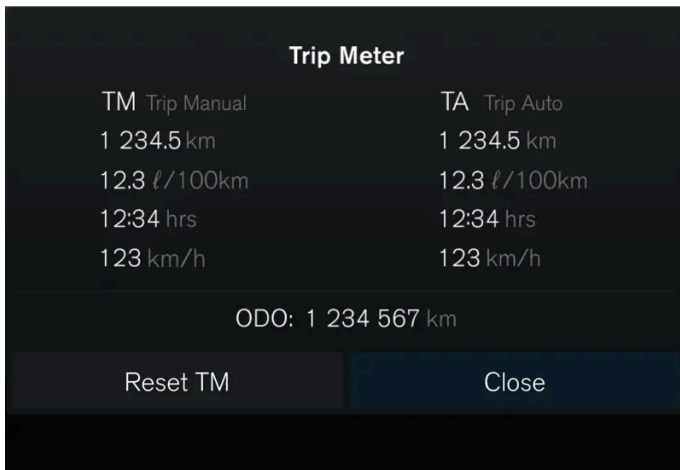 Trip Meter
TM Trip Manual
TA Trip Auto
1 234.5 km
1 234.5 km
12.3 ℓ/100km
12.3 ℓ/100km
12:34 hrs
12:34 hrs
123 km/h
123 km/h
ODO: 1 234 567 km
Reset TM
Close